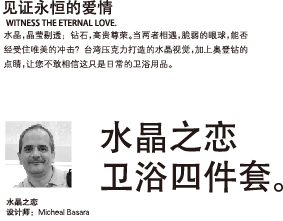 见证永恒的爱情
WITNESS THE ETERNAL LOVE.
水晶,晶莹剔透；钻石,高贵尊荣。当两者相遇,脆弱的眼球,能否
经受住唯美的冲击？台湾压克力打造的水晶视觉,加上奥登钻的
点睛,让您不敢相信这只是日常的卫浴用品。
水晶之恋
卫浴四件套。
水晶之恋
设计师：Micheal Basara